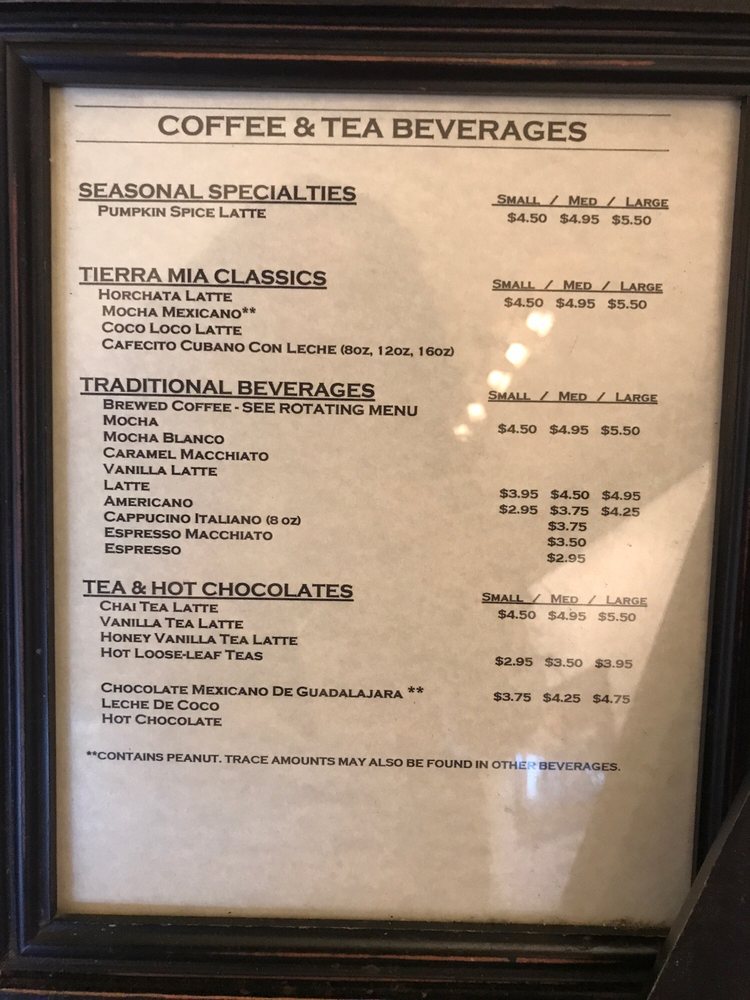 COFFEE & TEA BEVERAGES
SEASONAL SPECIALTIES SMALL / MED / LARGE
PUMPKIN SPICE LATTE $4.50 $4.95 $5.50
TIERRA MIA CLASSICS SMALL / MED / LARGE
HORCHATA LATTE $4.50 $4.95 $5.50
MOCHA MEXICANO**
COCO LOCO LATTE
CAFECITO CUBANO CON LECHE (8OZ, 12OZ, 16OZ)
TRADITIONAL BEVERAGES SMALL / MED / LARGE
BREWED COFFEE - SEE ROTATING MENU
MOCHA $4.50 $4.95 $5.50
MOCHA BLANCO
CARAMEL MACCHIATO
VANILLA LATTE
LATTE $3.95 $4.50 $4.95
AMERICANO $2.95 $3.75 $4.25
CAPPUCINO ITALIANO (8 OZ) $3.75
ESPRESSO MACCHIATO $3.50
ESPRESSO $2.95
TEA & HOT CHOCOLATES SMALL / MED / LARGE
CHAI TEA LATTE $4.50 $4.95 $5.50
VANILLA TEA LATTE
HONEY VANILLA TEA LATTE
HOT LOOSE-LEAF TEAS $2.95 $3.50 $3.95
CHOCOLATE MEXICANO DE GUADALAJARA ** $3.75 $4.25 $4.75
LECHE DE COCO
HOT CHOCOLATE
**CONTAINS PEANUT. TRACE AMOUNTS MAY ALSO BE FOUND IN OTHER BEVERAGES.